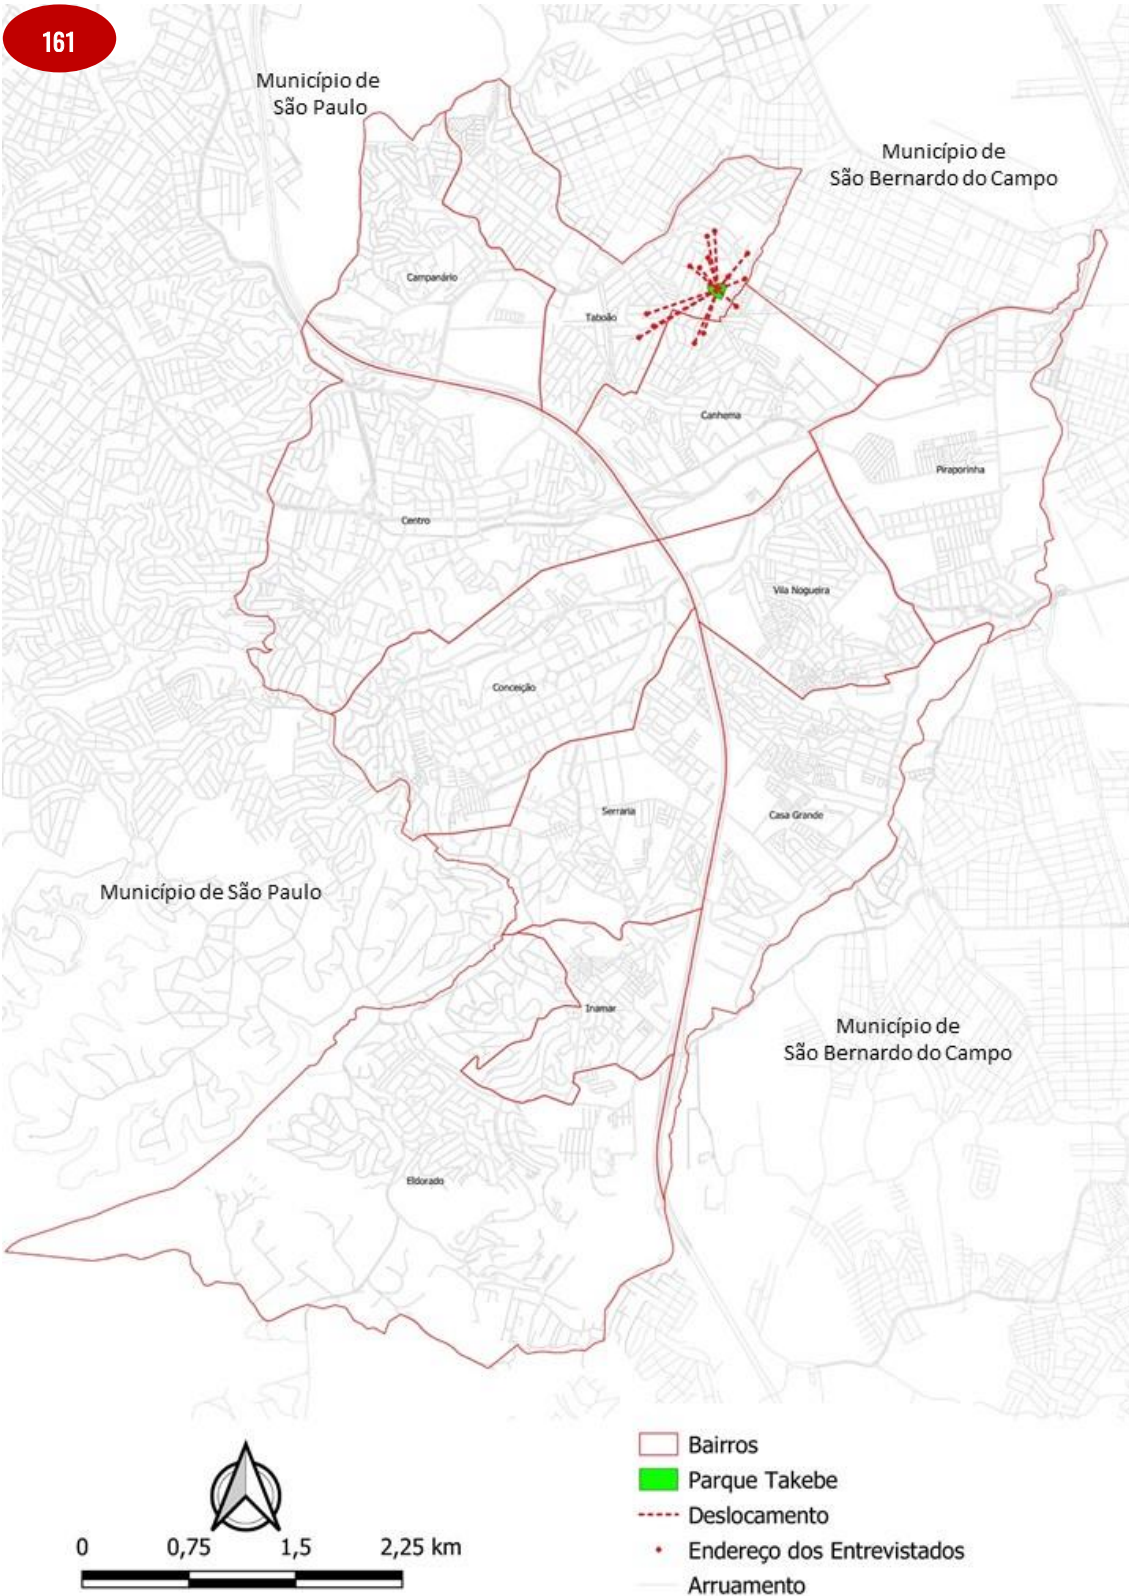 161
Município de
São Paulo
Município de
São Bernardo do Campo
Campanário
Taboão
Canhema
Piraporinha
Centro
Vila Nogueira
Conceição
Serraria
Casa Grande
Município de São Paulo
Inamar
Município de
São Bernardo do Campo
Eldorado
Bairros
Parque Takebe
Deslocamento
Endereço dos Entrevistados
Arruamento
0 0,75 1,5 2,25 km